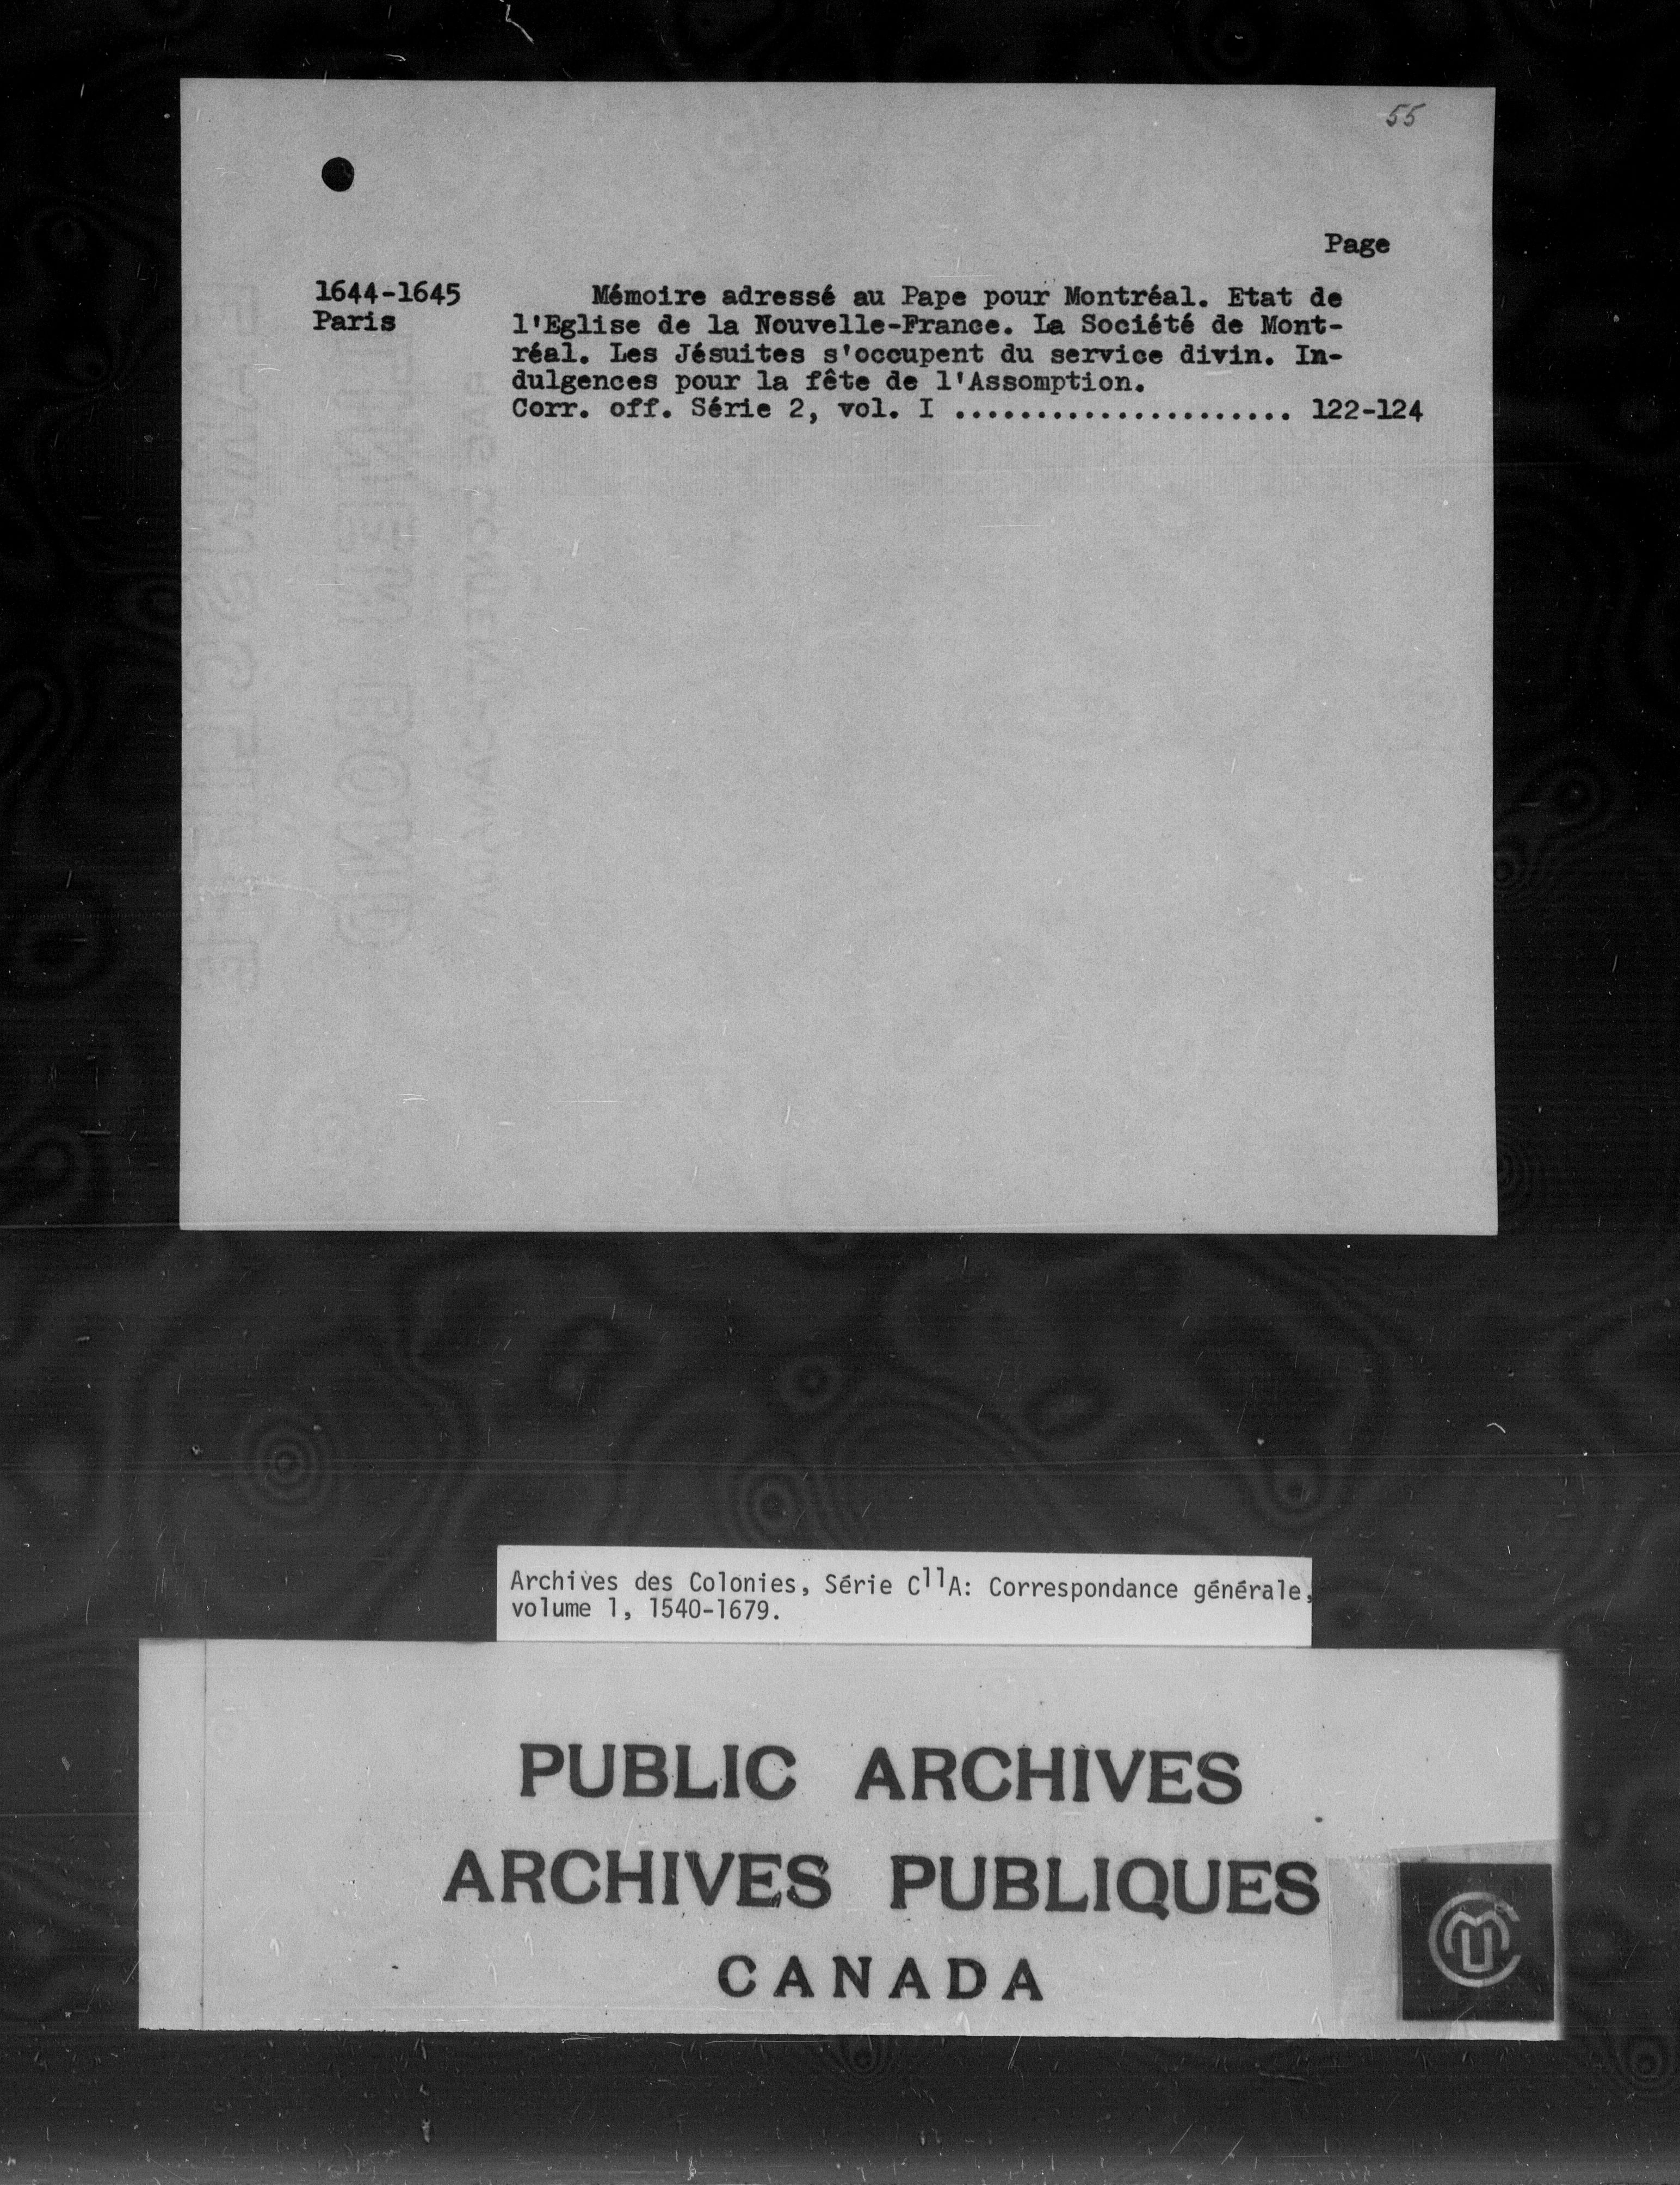 55
Page
1644-1645
Paris
Mémoire adressé au Pape pour Montréal. Etat de
l'Eglise de la Nouvelle-France. La Société de Mont-
réal. Les Jésuites s'occupent du service divin. In-
dulgences pour la fête de l'Assomption.
Corr. off. Série 2, vol. I ..................... 122-124
Archives des Colonies, Série C11A: Correspondance générale,
volume 1, 1540-1679.
PUBLIC ARCHIVES
ARCHIVES PUBLIQUES
CANADA